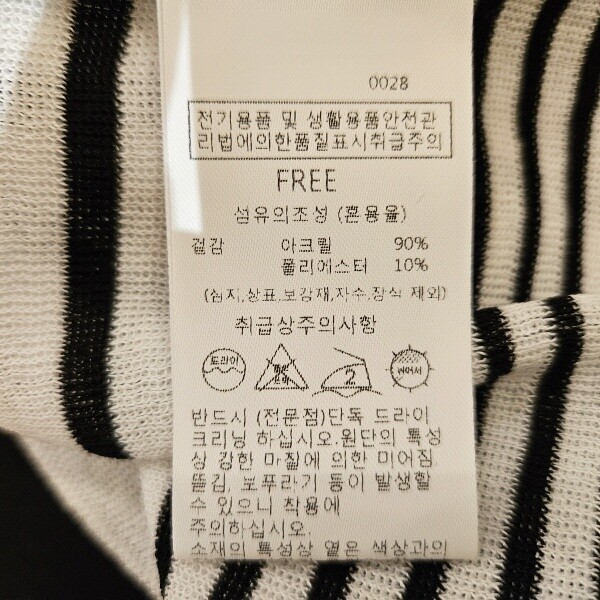 0028
전기용품 및 생활용품안전관
리법에의한품질표시취급주의
FREE
섬유의조성 (혼용율)
겉감 아크릴 90%
폴리에스터 10%
(심지,상표,보강재,자수,장식 제외)
취급상주의사항
드라이
2
뉘어서
반드시 (전문점)단독 드라이
크리닝 하십시오.원단의 특성
상 강한 마찰에 의한 미어짐
뜯김 보푸라기 등이 발생할
수 있으니 착용에
주의하십시오.
소재의 특성상 옅은 색상과의